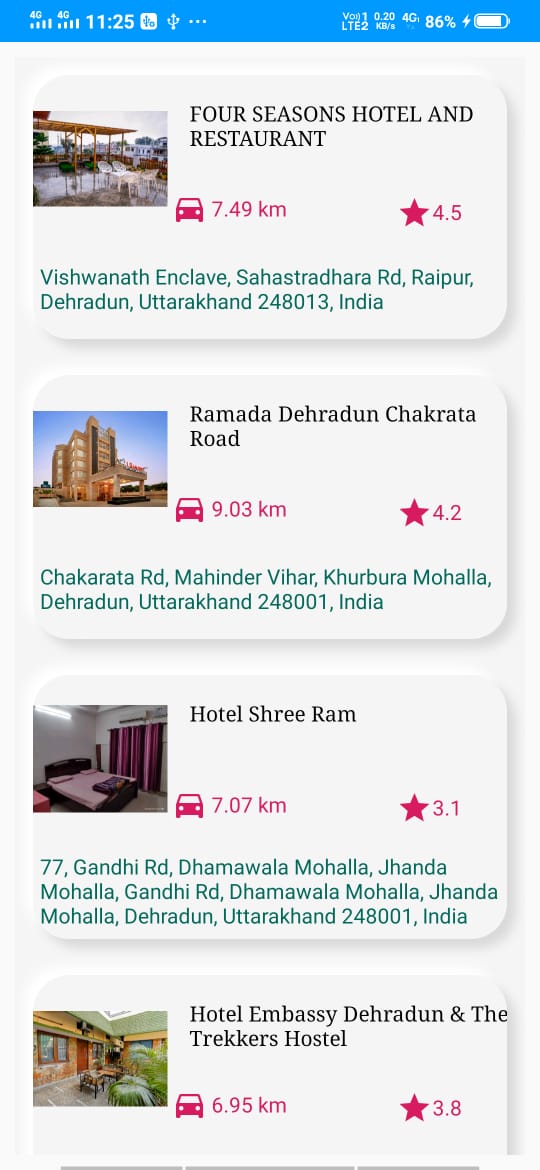 4G 4G 11:25
Vo)) 1 0.20 4G 86%
LTE2 KB/s
FOUR SEASONS HOTEL AND
RESTAURANT
7.49 km 4.5
Vishwanath Enclave, Sahastradhara Rd, Raipur,
Dehradun, Uttarakhand 248013, India
Ramada Dehradun Chakrata
Road
9.03 km 4.2
Chakarata Rd, Mahinder Vihar, Khurbura Mohalla,
Dehradun, Uttarakhand 248001, India
Hotel Shree Ram
7.07 km 3.1
77, Gandhi Rd, Dhamawala Mohalla, Jhanda
Mohalla, Gandhi Rd, Dhamawala Mohalla, Jhanda
Mohalla, Dehradun, Uttarakhand 248001, India
Hotel Embassy Dehradun & The
Trekkers Hostel
6.95 km 3.8